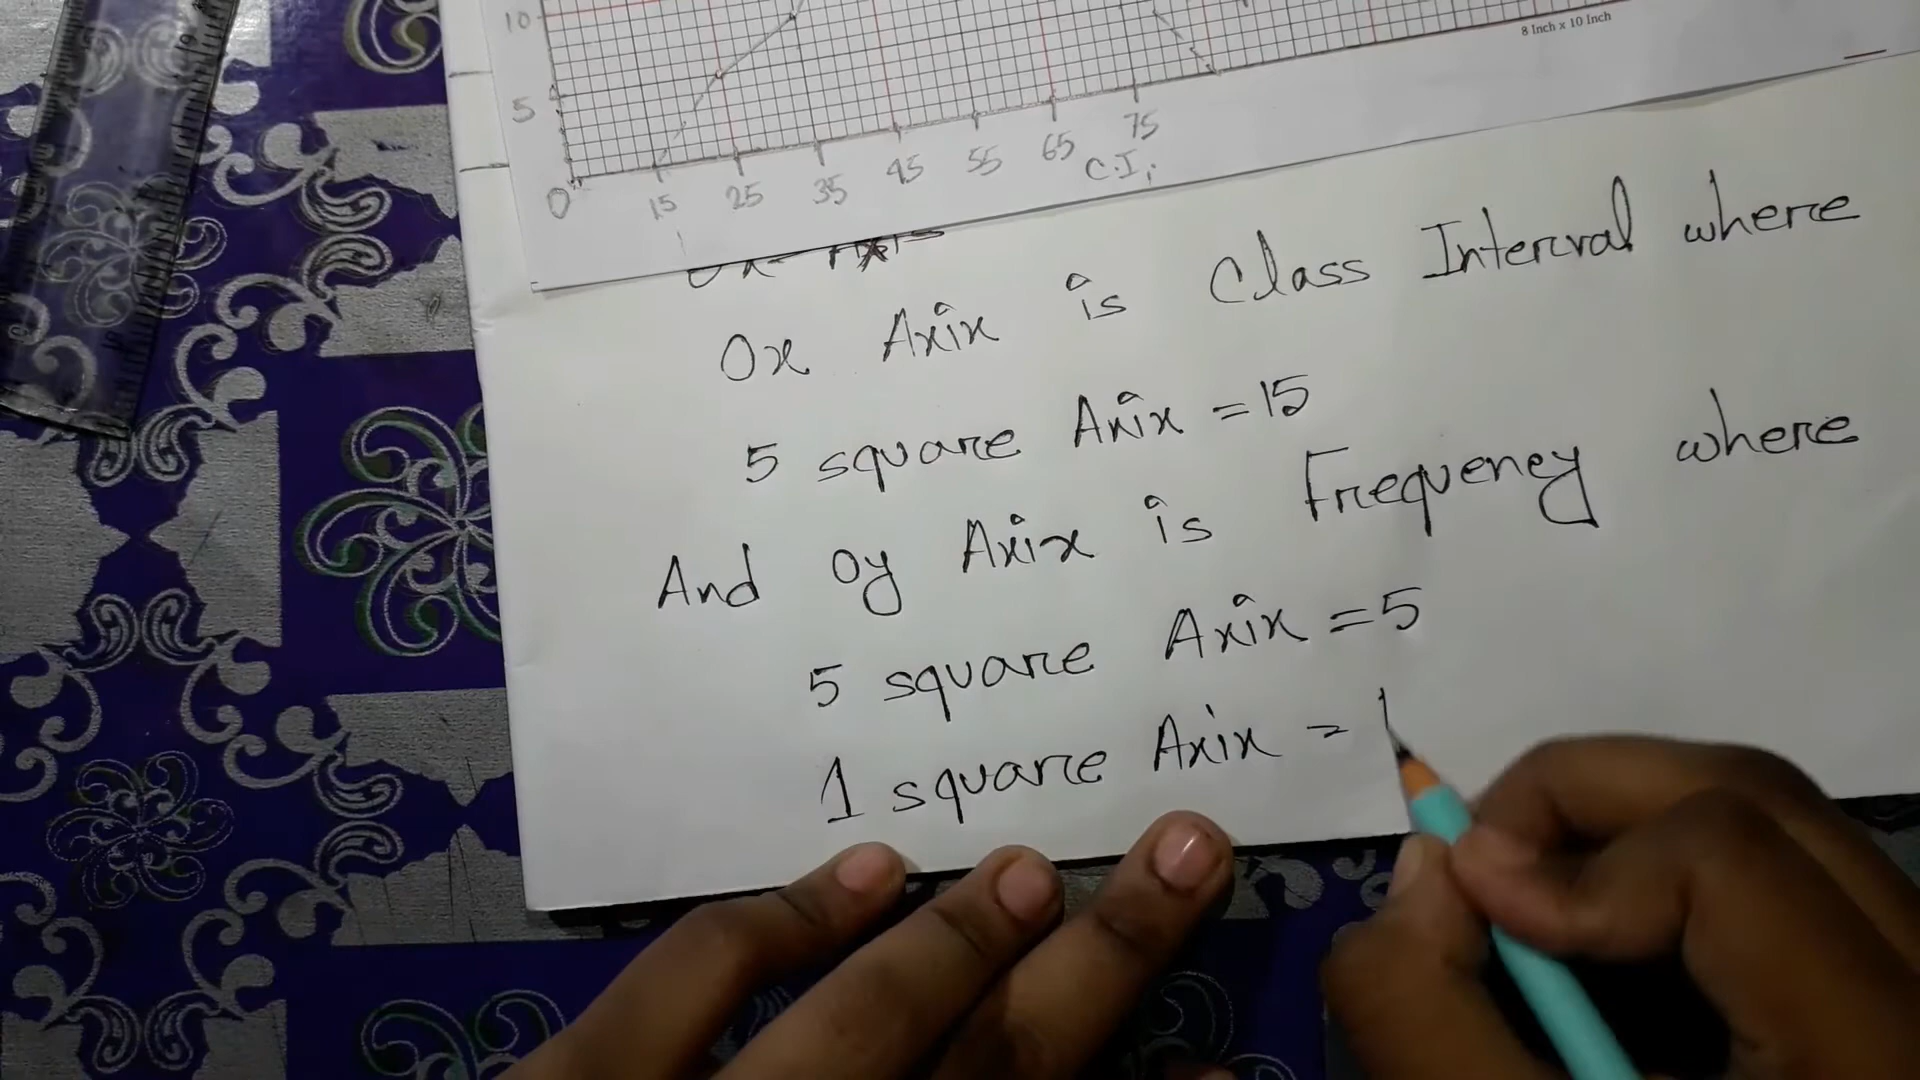 10
8 Inch x 10 Inch
5
0 15 25 35 45 55 65 75
C.I.
Ox Axix is Class Interval where
5 square Axix = 15
And oy Axix is Frequency where
5 square Axix = 5
1 square Axix = 1